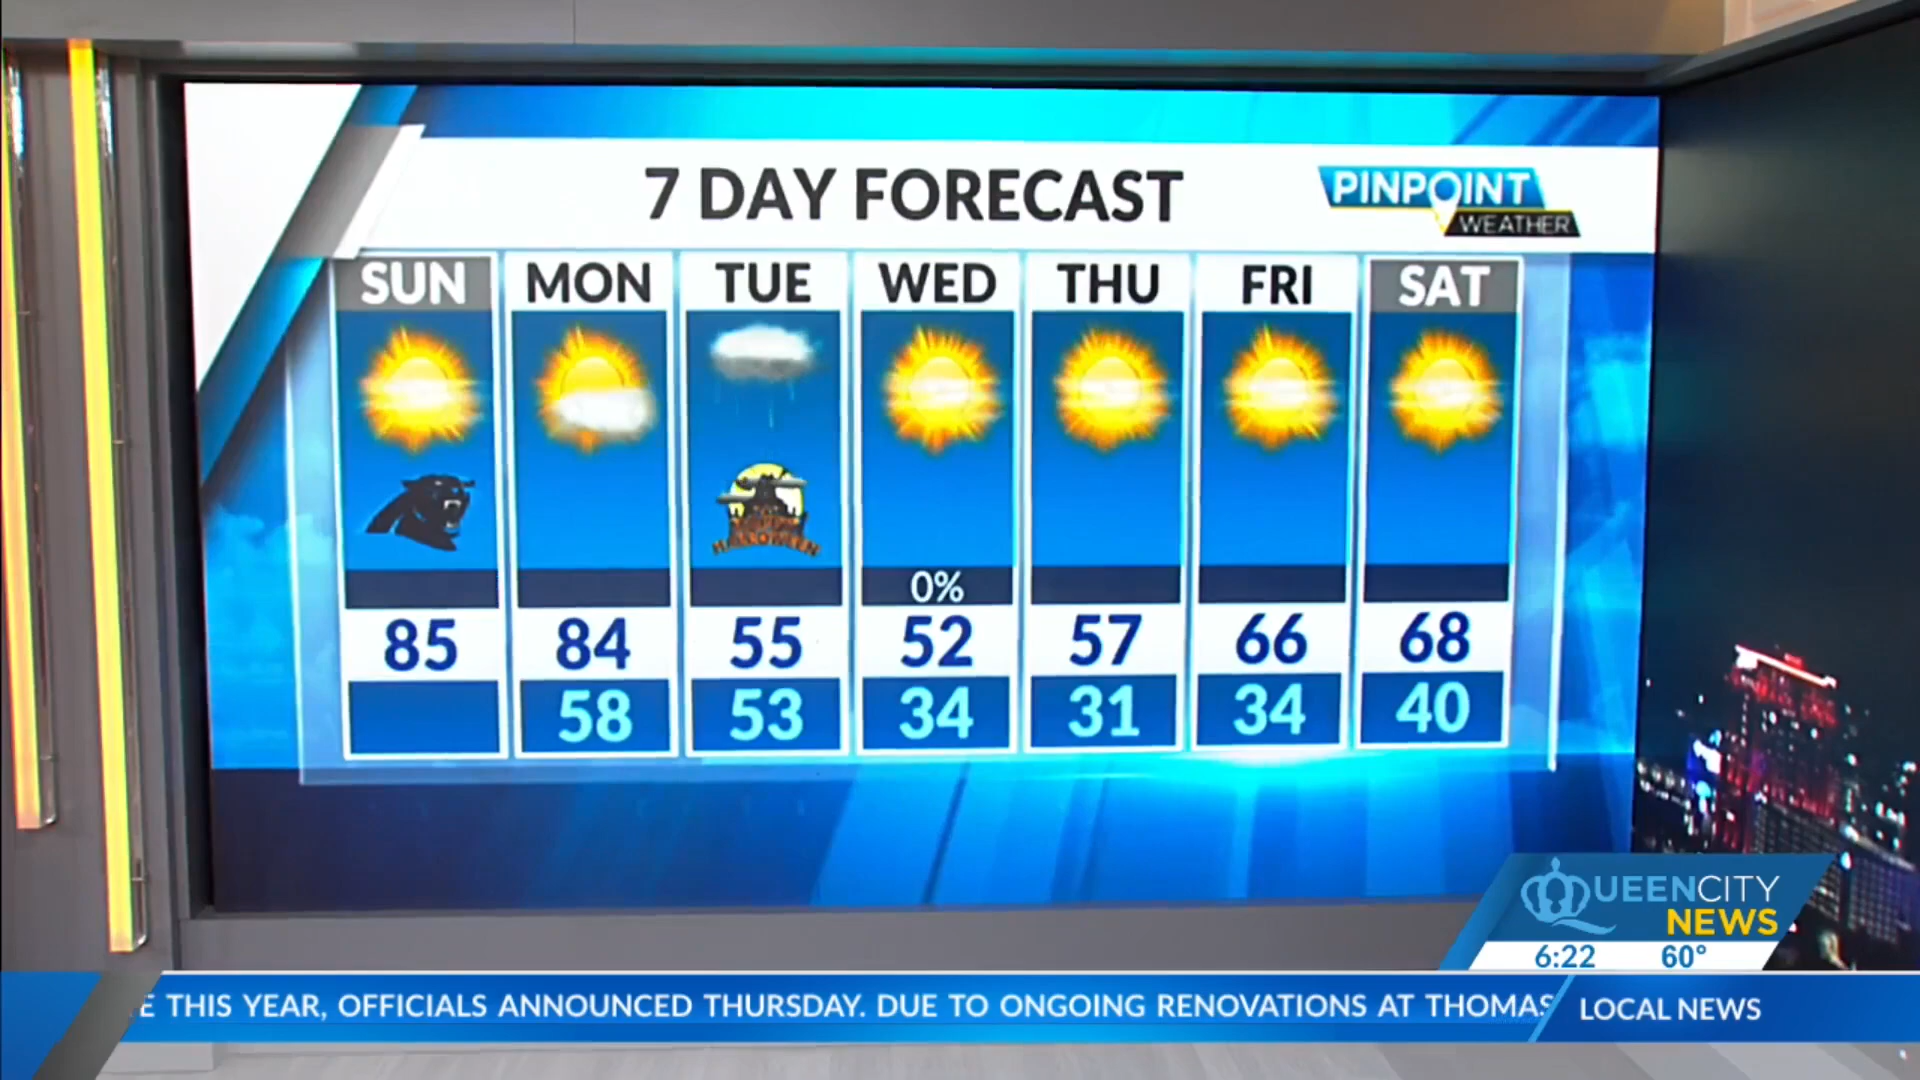 7 DAY FORECAST
PINPOINT
WEATHER
SUN MON TUE WED THU FRI SAT
0%
85 84 55 52 57 66 68
58 53 34 31 34 40
QUEENCITY
NEWS
6:22 60°
E THIS YEAR, OFFICIALS ANNOUNCED THURSDAY. DUE TO ONGOING RENOVATIONS AT THOMAS
LOCAL NEWS